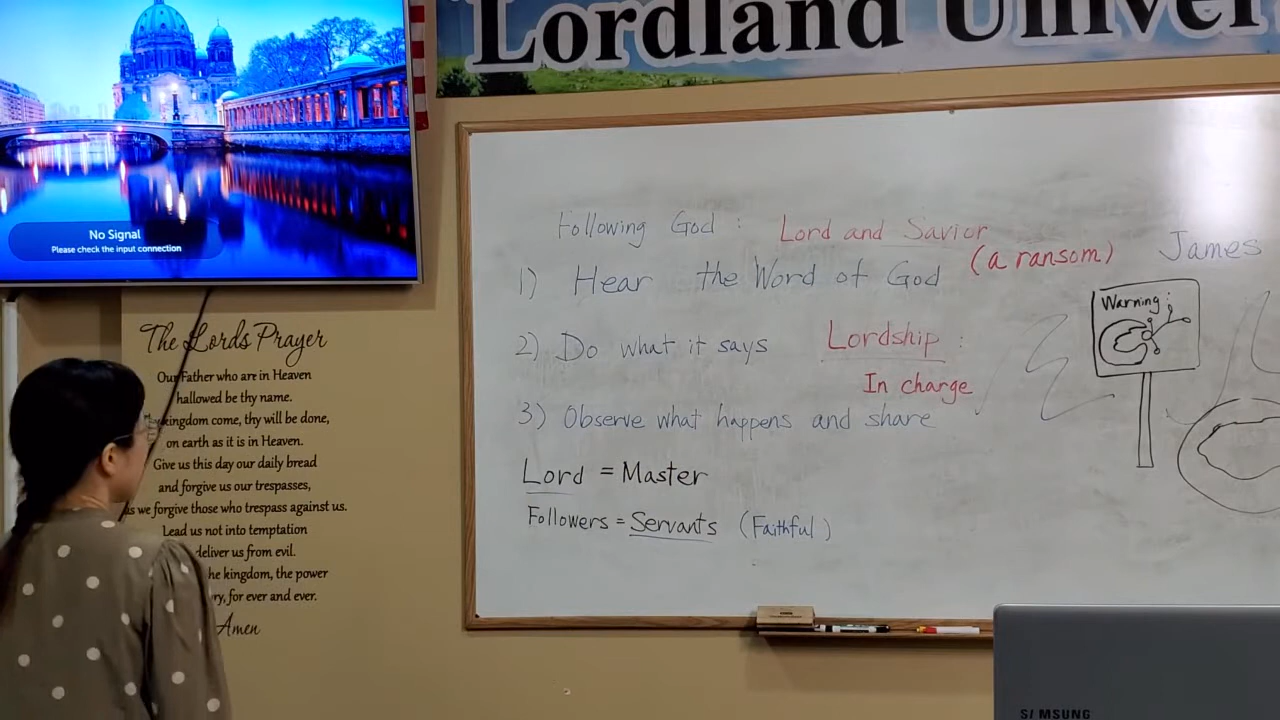 Lordland Univer
No Signal
Please check the input connection
The Lords Prayer
Our Father who are in Heaven
hallowed be thy name.
kingdom come, thy will be done,
on earth as it is in Heaven.
Give us this day our daily bread
and forgive us our trespasses,
as we forgive those who trespass against us.
Lead us not into temptation
deliver us from evil.
he kingdom, the power
ry, for ever and ever.
Amen
Following God : Lord and Savior
(a ransom)
James
1) Hear the Word of God
Warning:
2) Do what it says
Lordship :
In charge
3) Observe what happens and share
Lord = Master
Followers = Servants (Faithful)
SAMSUNG